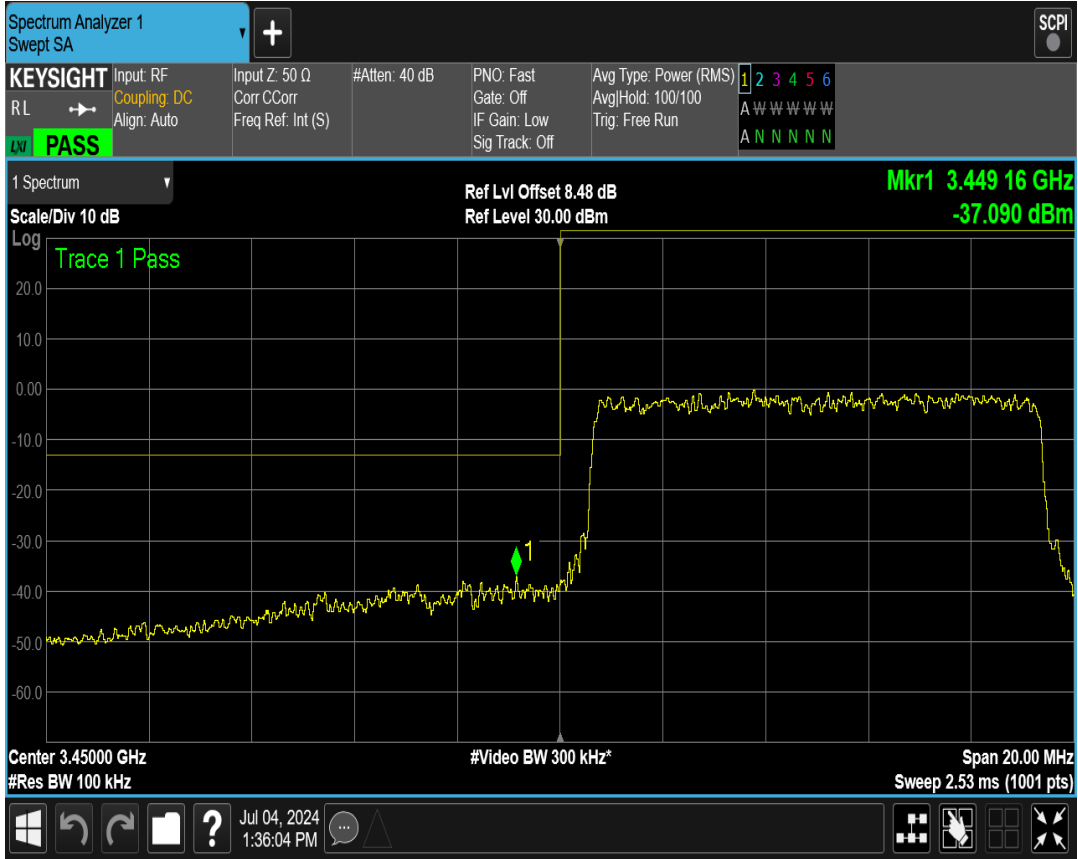 Spectrum Analyzer 1
Swept SA
+
SCPI
KEYSIGHT
R L
LXI PASS
Input: RF
Coupling: DC
Align: Auto
Input Z: 50 Ω
Corr CCorr
Freq Ref: Int (S)
#Atten: 40 dB
PNO: Fast
Gate: Off
IF Gain: Low
Sig Track: Off
Avg Type: Power (RMS)
Avg|Hold: 100/100
Trig: Free Run
1 2 3 4 5 6
A W W W W W
A N N N N N
1 Spectrum
Scale/Div 10 dB
Ref Lvl Offset 8.48 dB
Ref Level 30.00 dBm
Mkr1 3.449 16 GHz
-37.090 dBm
Log
Trace 1 Pass
20.0
10.0
0.00
-10.0
-20.0
-30.0
1
-40.0
-50.0
-60.0
Center 3.45000 GHz
#Video BW 300 kHz*
Span 20.00 MHz
#Res BW 100 kHz
Sweep 2.53 ms (1001 pts)
?
Jul 04, 2024
1:36:04 PM